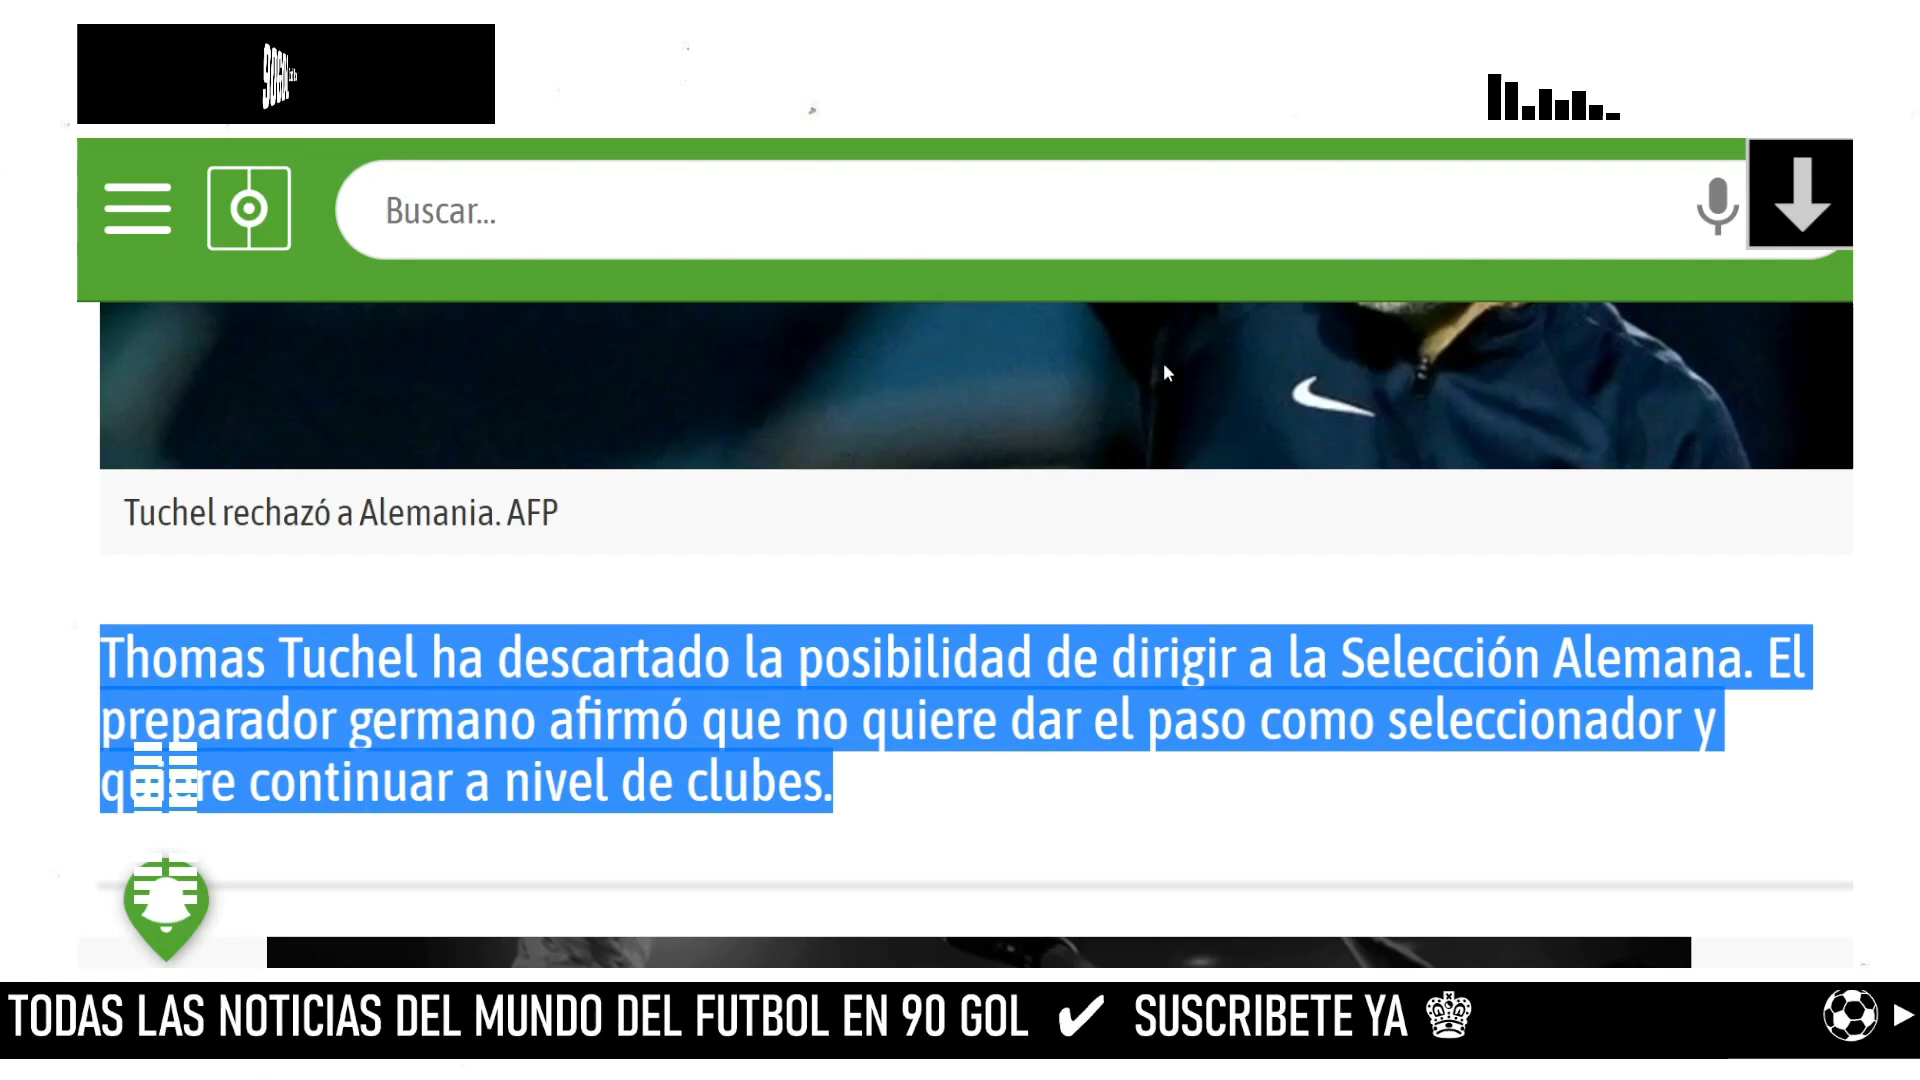 90GOL
Buscar...
Tuchel rechazó a Alemania. AFP
Thomas Tuchel ha descartado la posibilidad de dirigir a la Selección Alemana. El
preparador germano afirmó que no quiere dar el paso como seleccionador y
quiere continuar a nivel de clubes.
TODAS LAS NOTICIAS DEL MUNDO DEL FUTBOL EN 90 GOL ✔ SUSCRIBETE YA